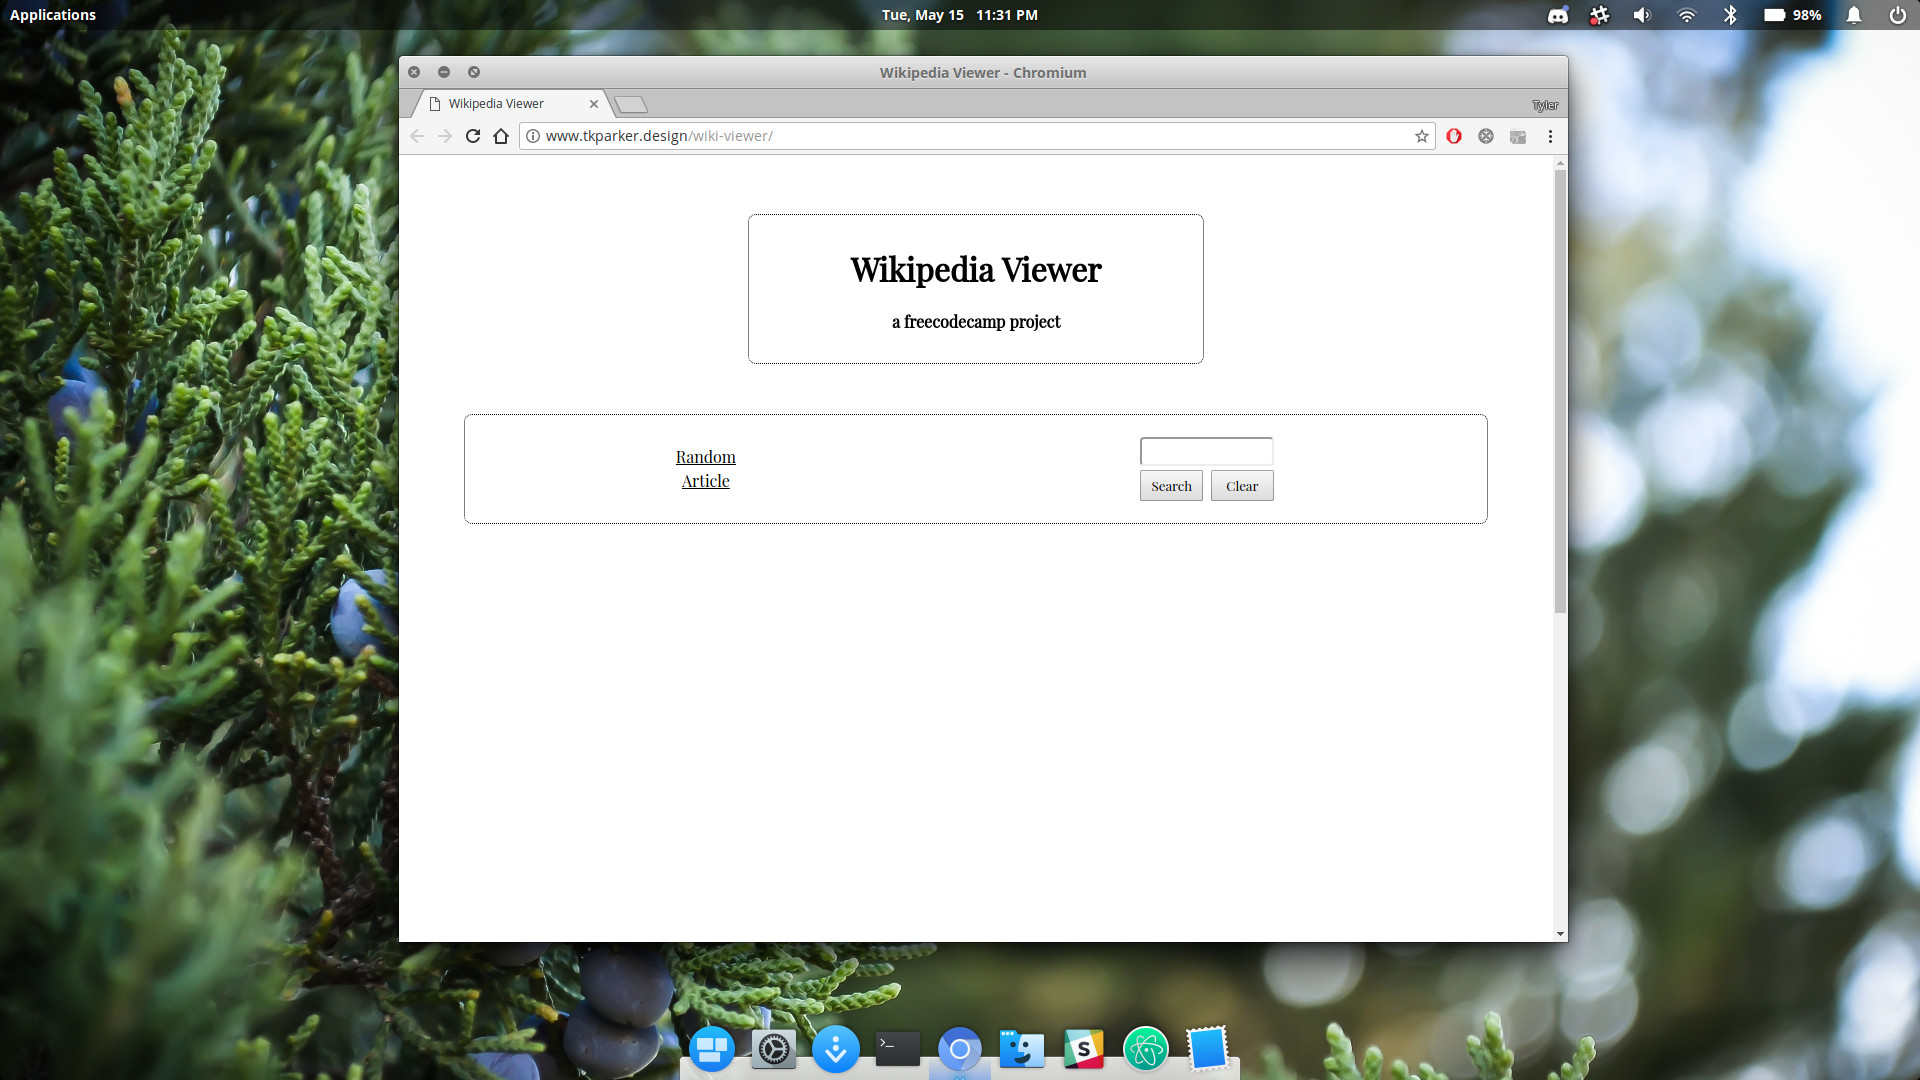 Applications
Tue, May 15 11:31 PM
98%
Wikipedia Viewer - Chromium
Wikipedia Viewer
Tyler
www.tkparker.design/wiki-viewer/
Wikipedia Viewer
a freecodecamp project
Random
Article
Search
Clear
>_
S